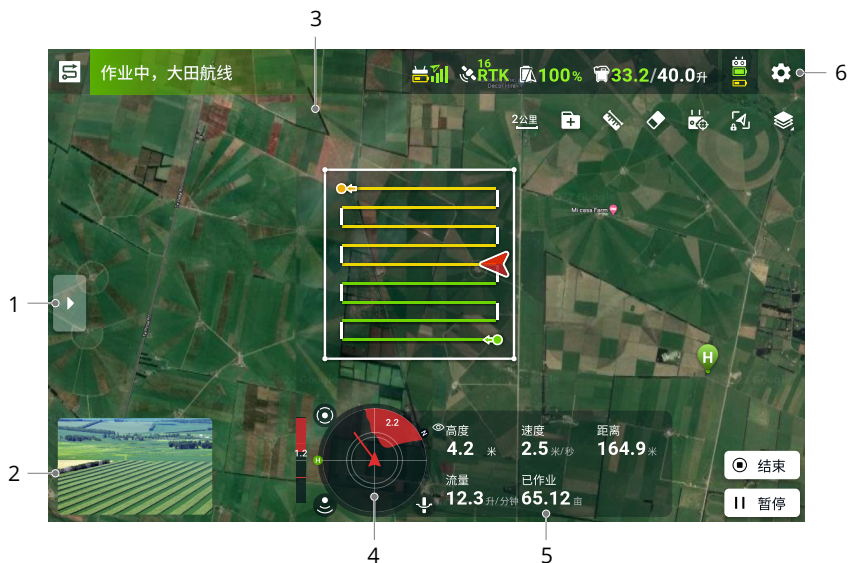 3
作业中，大田航线
16
RTK
100%
33.2/40.0升
6
2公里
Mi casa Farm
1
H
2.2
N
1.2
H
高度
4.2 米
速度
2.5 米/秒
距离
164.9 米
流量
12.3 升/分钟
已作业
65.12 亩
结束
暂停
2
4
5